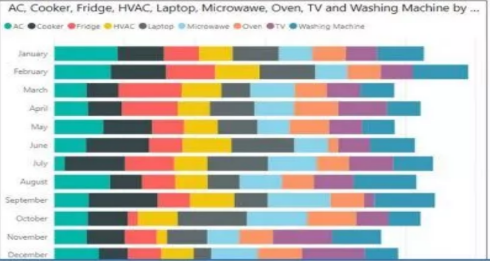 AC, Cooker, Fridge, HVAC, Laptop, Microwawe, Oven, TV and Washing Machine by ...
AC Cooker Fridge HVAC Laptop Microwawe Oven TV Washing Machine
January
February
March
April
May
June
July
August
September
October
November
December